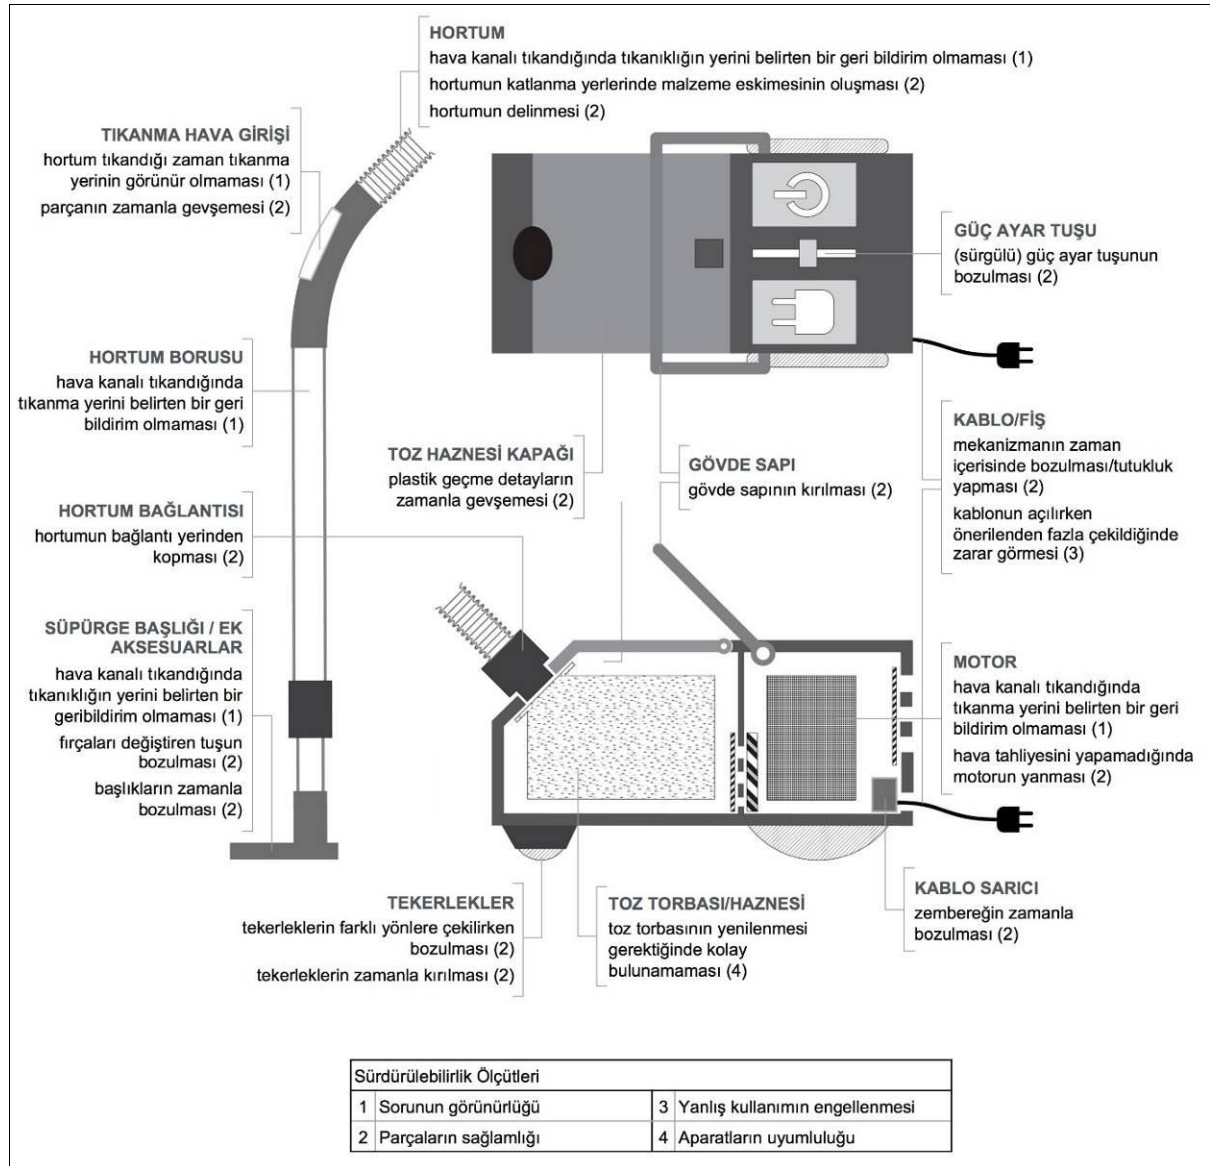 HORTUM
hava kanalı tıkandığında tıkanıklığın yerini belirten bir geri bildirim olmaması (1)
hortumun katlanma yerlerinde malzeme eskimesinin oluşması (2)
hortumun delinmesi (2)
TIKANMA HAVA GİRİŞİ
hortum tıkandığı zaman tıkanma
yerinin görünür olmaması (1)
parçanın zamanla gevşemesi (2)
GÜÇ AYAR TUŞU
(sürgülü) güç ayar tuşunun
bozulması (2)
HORTUM BORUSU
hava kanalı tıkandığında
tıkanma yerini belirten bir geri
bildirim olmaması (1)
TOZ HAZNESİ KAPAĞI
plastik geçme detayların
zamanla gevşemesi (2)
GÖVDE SAPI
gövde sapının kırılması (2)
KABLO/FİŞ
mekanizmanın zaman
içerisinde bozulması/tutukluk
yapması (2)
kablonun açılırken
önerilenden fazla çekildiğinde
zarar görmesi (3)
HORTUM BAĞLANTISI
hortumun bağlantı yerinden
kopması (2)
SÜPÜRGE BAŞLIĞI / EK
AKSESUARLAR
hava kanalı tıkandığında
tıkanıklığın yerini belirten bir
geribildirim olmaması (1)
fırçaları değiştiren tuşun
bozulması (2)
başlıkların zamanla
bozulması (2)
MOTOR
hava kanalı tıkandığında
tıkanma yerini belirten bir geri
bildirim olmaması (1)
hava tahliyesini yapamadığında
motorun yanması (2)
TEKERLEKLER
tekerleklerin farklı yönlere çekilirken
bozulması (2)
tekerleklerin zamanla kırılması (2)
TOZ TORBASI/HAZNESİ
toz torbasının yenilenmesi
gerektiğinde kolay
bulunamaması (4)
KABLO SARICI
zembereğin zamanla
bozulması (2)
Sürdürülebilirlik Ölçütleri
1 Sorunun görünürlüğü 3 Yanlış kullanımın engellenmesi
2 Parçaların sağlamlığı 4 Aparatların uyumluluğu